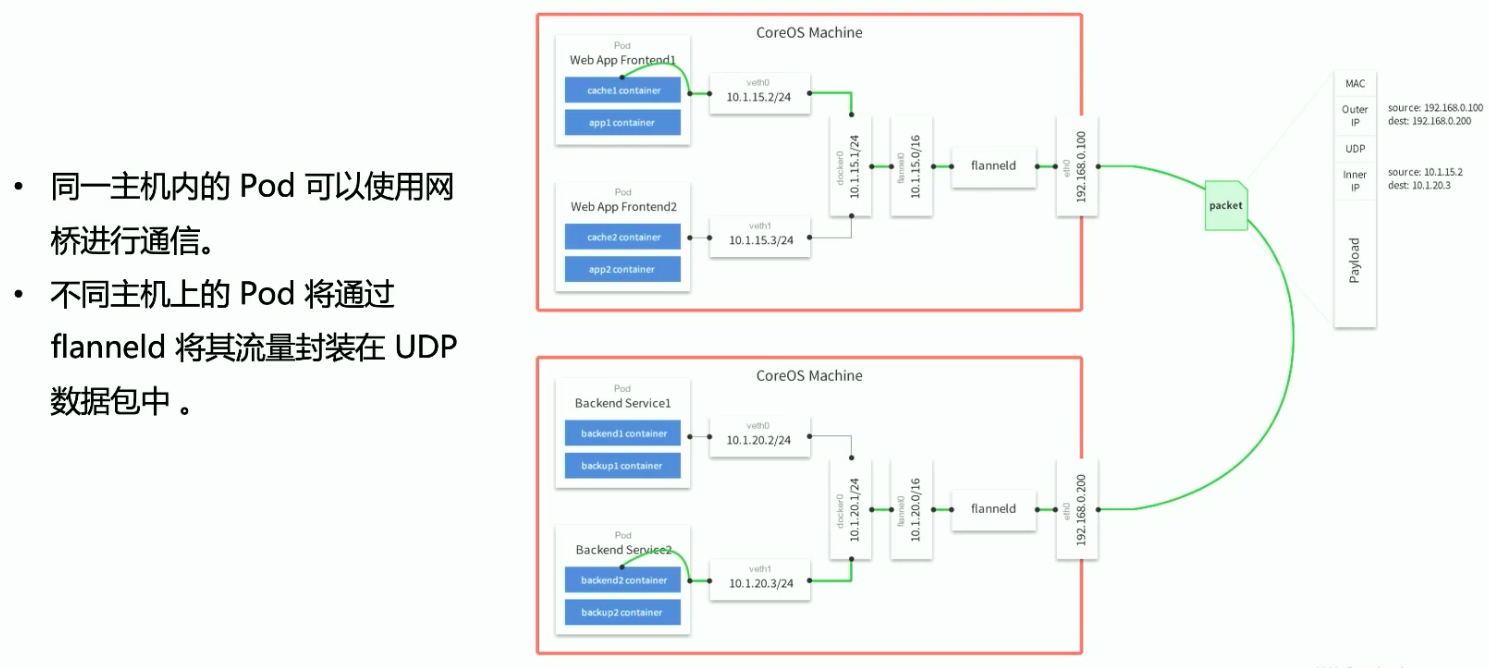 • 同一主机内的 Pod 可以使用网
桥进行通信。
• 不同主机上的 Pod 将通过
flanneld 将其流量封装在 UDP
数据包中 。
CoreOS Machine
Pod
Web App Frontend1
cache1 container
app1 container
veth0
10.1.15.2/24
Pod
Web App Frontend2
cache2 container
app2 container
veth1
10.1.15.3/24
docker0
10.1.15.1/24
flannel0
10.1.15.0/16
flanneld
eth0
192.168.0.100
packet
MAC
Outer
IP
source: 192.168.0.100
dest: 192.168.0.200
UDP
Inner
IP
source: 10.1.15.2
dest: 10.1.20.3
Payload
CoreOS Machine
Pod
Backend Service1
backend1 container
backup1 container
veth0
10.1.20.2/24
Pod
Backend Service2
backend2 container
backup2 container
veth1
10.1.20.3/24
docker0
10.1.20.1/24
flannel0
10.1.20.0/16
flanneld
eth0
192.168.0.200